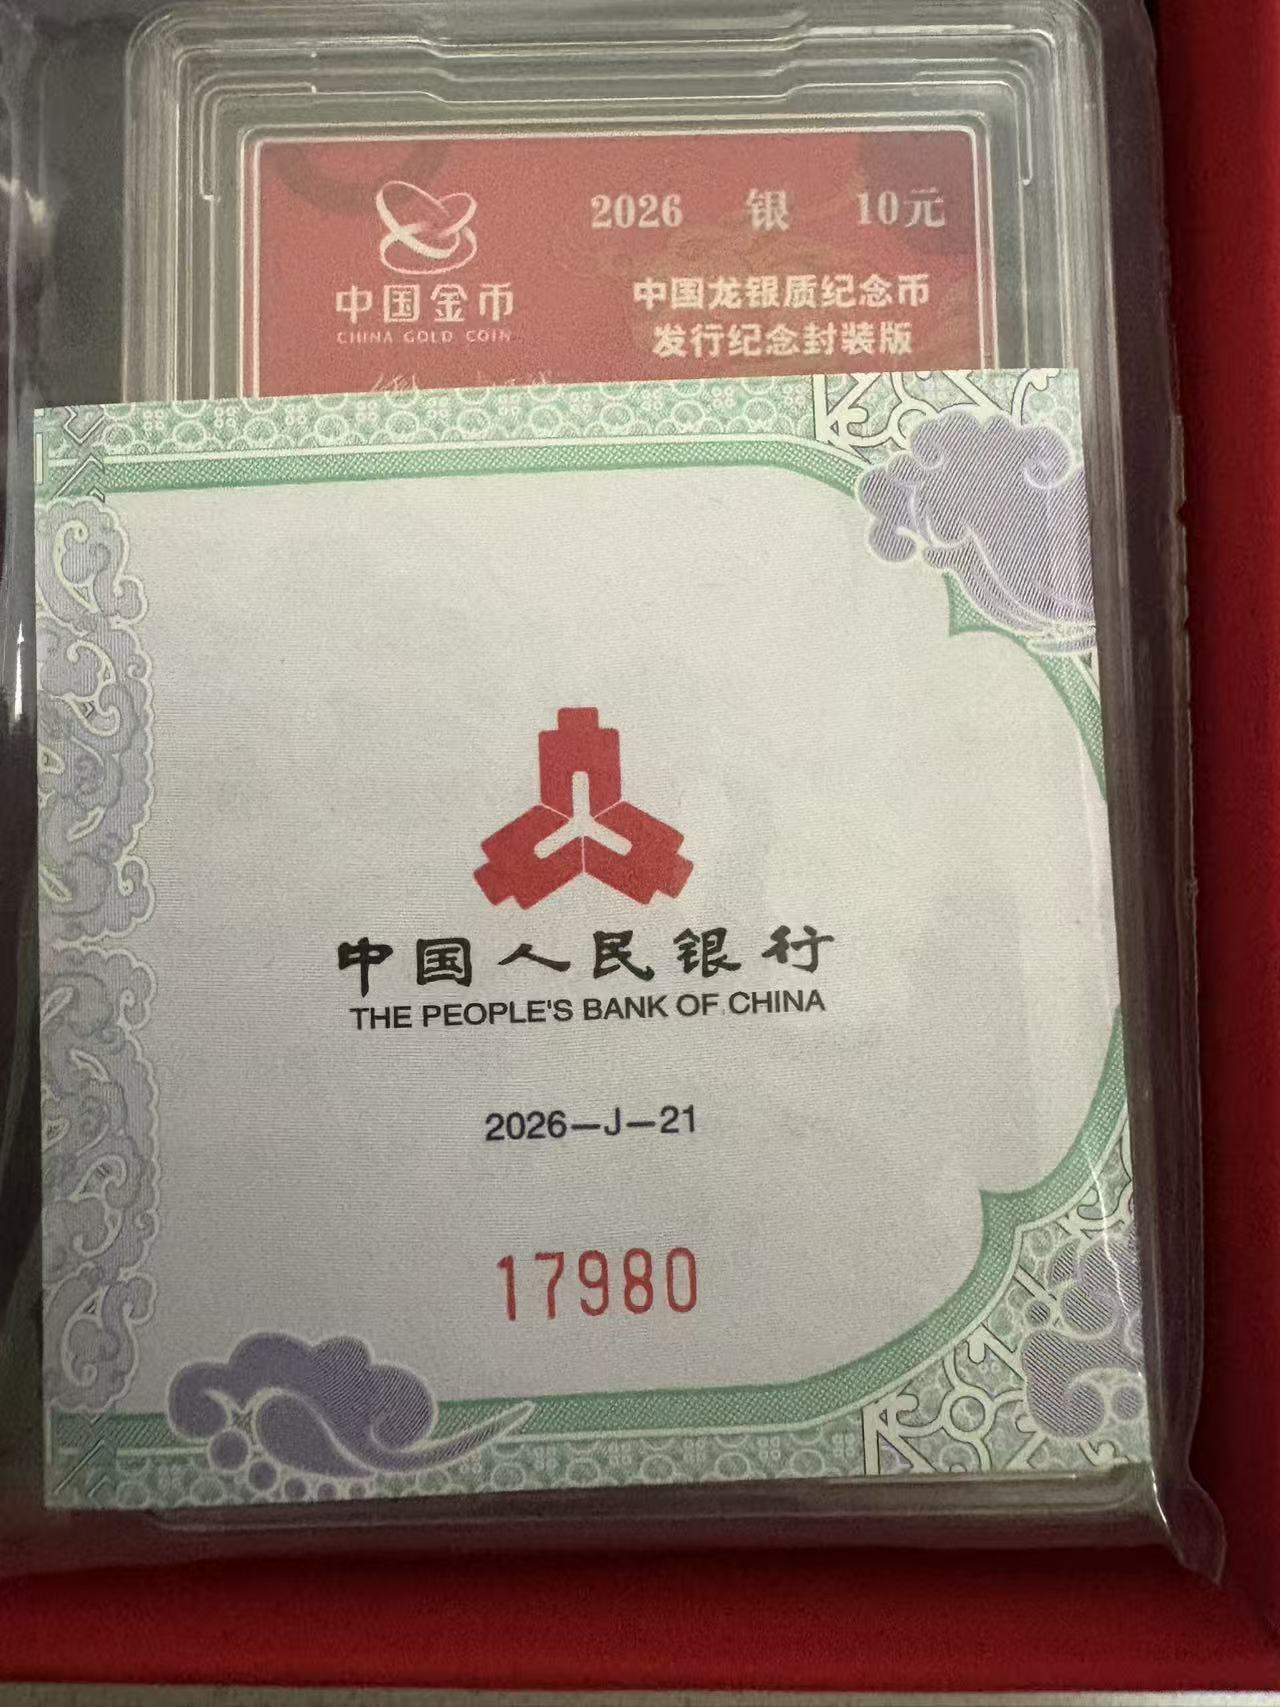 2026 银 10元
中国金币
CHINA GOLD COIN
中国龙银质纪念币
发行纪念封装版
中国人民银行
THE PEOPLE'S BANK OF CHINA
2026—J—21
17980